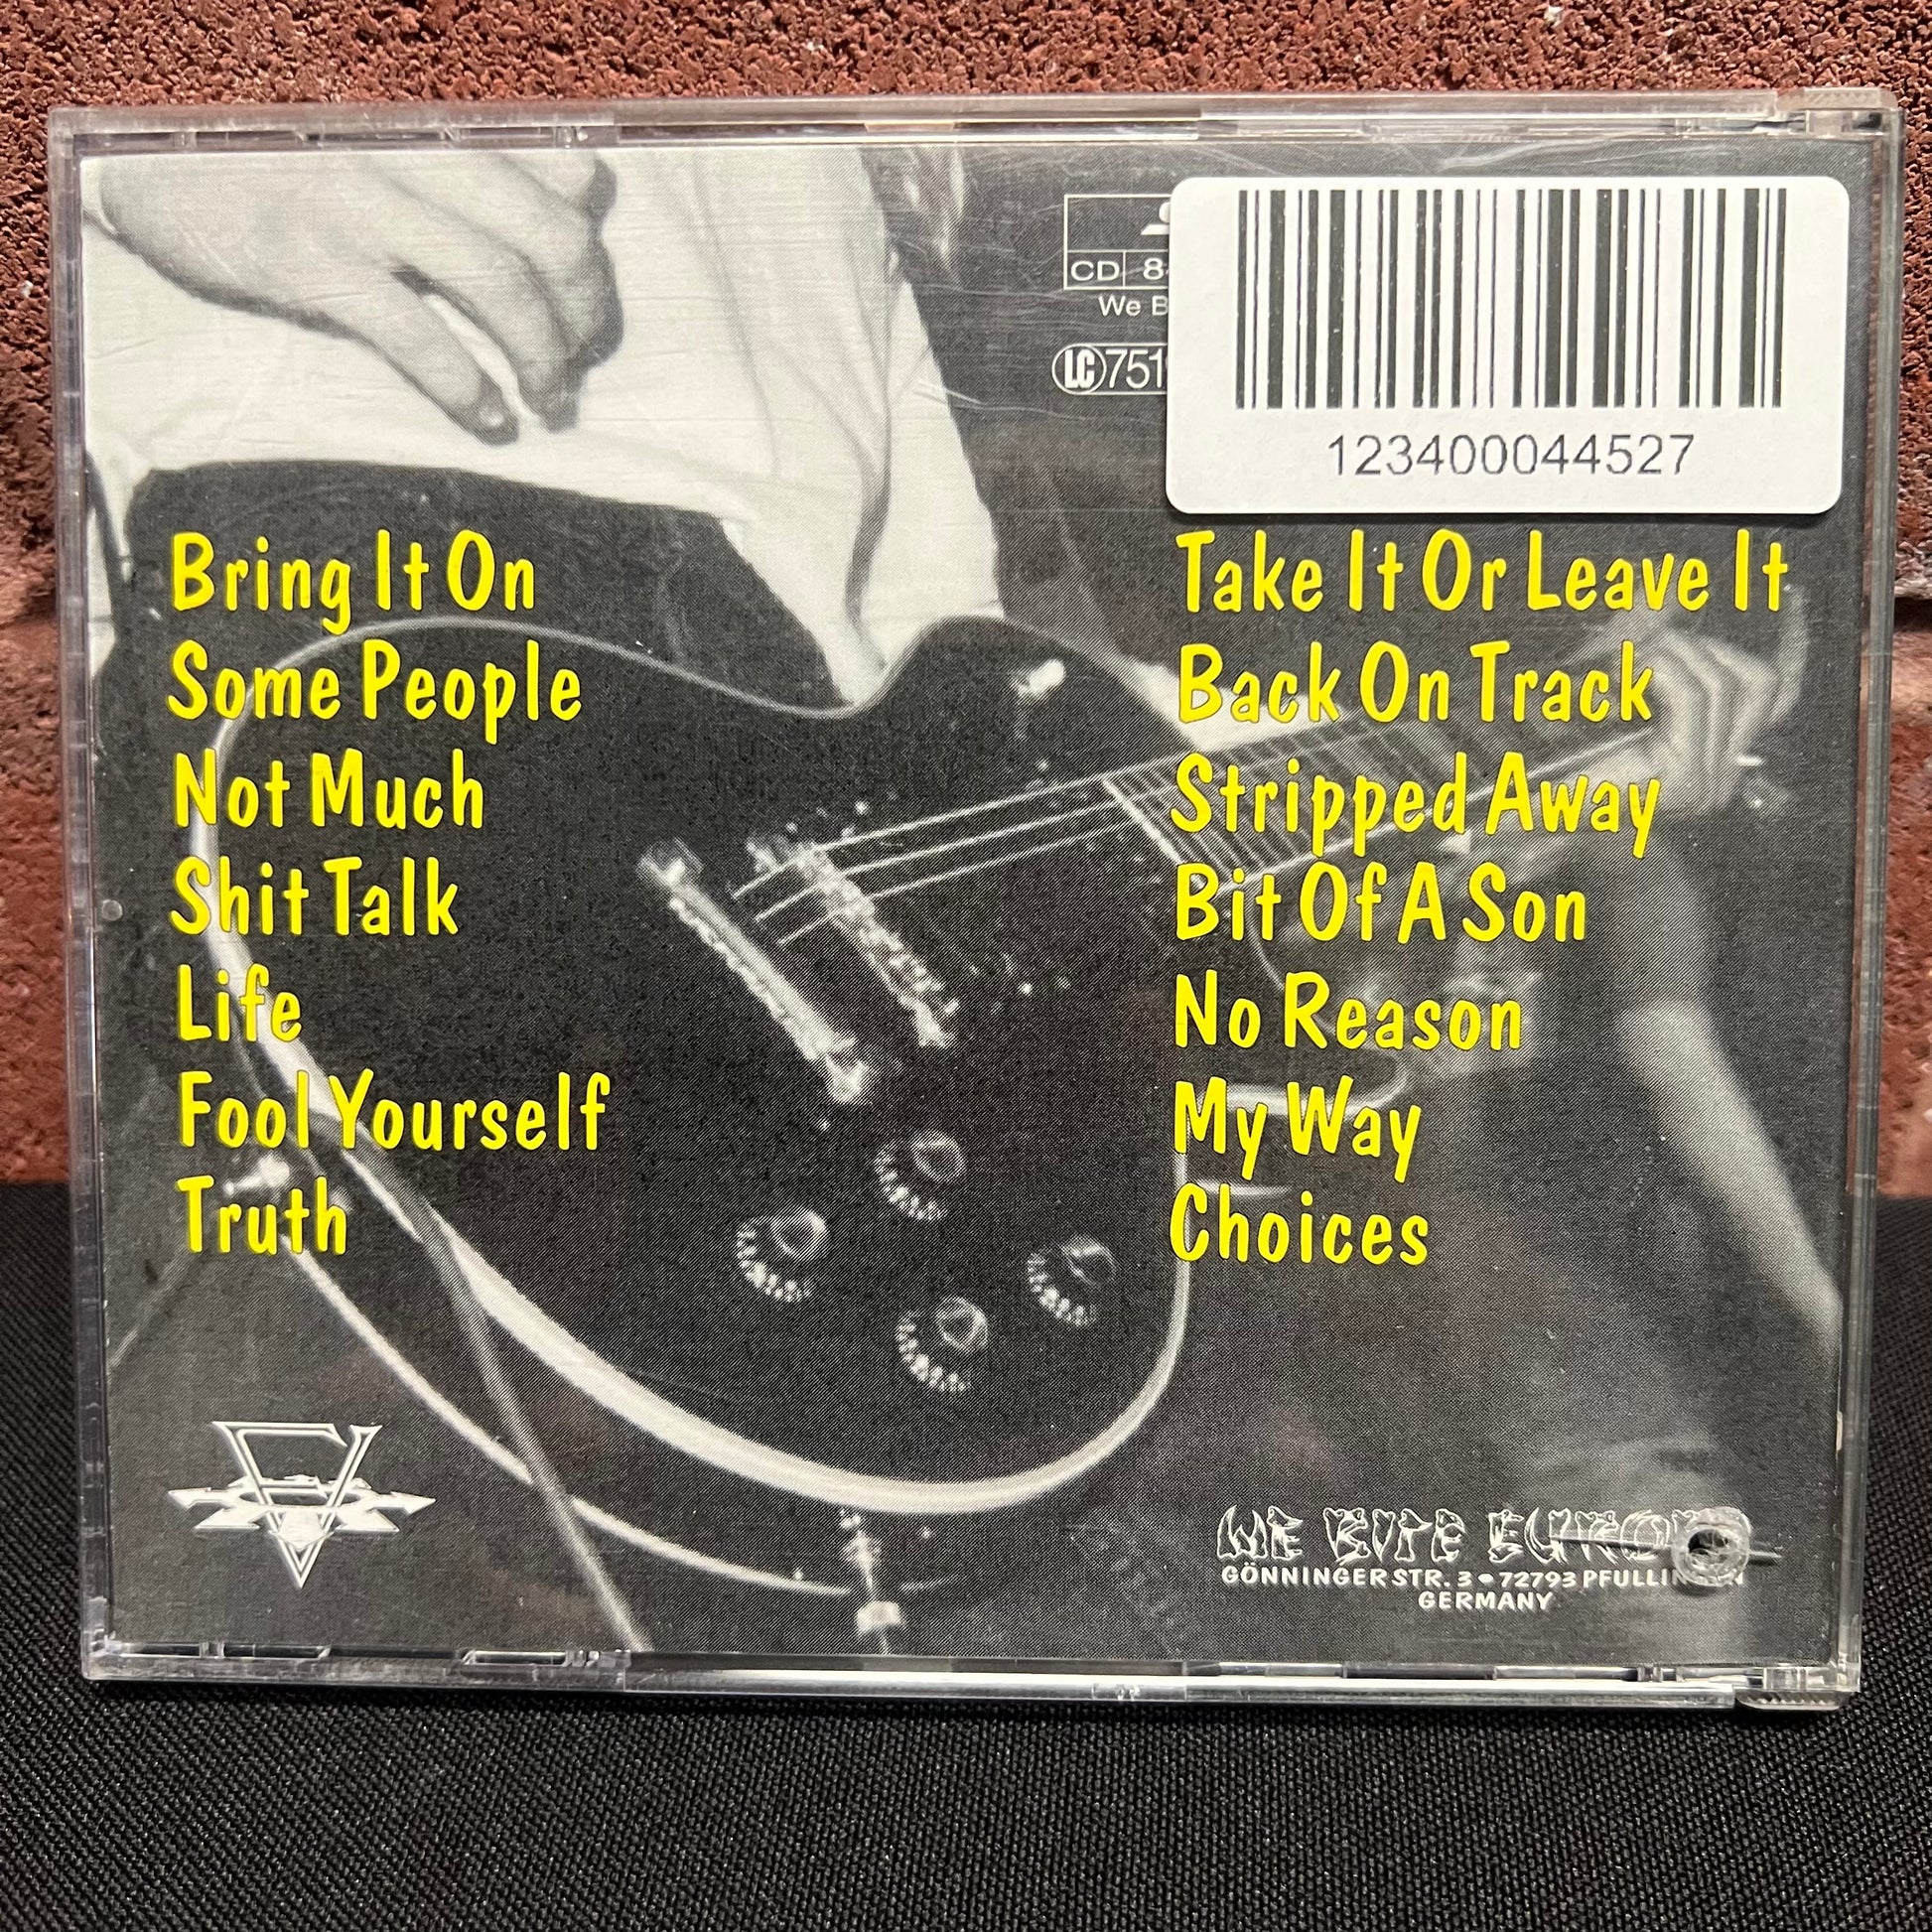 CD
We
LC 751
123400044527
Bring It On
Some People
Not Much
Shit Talk
Life
Fool Yourself
Truth
Take It Or Leave It
Back On Track
Stripped Away
Bit Of A Son
No Reason
My Way
Choices
WE BITE
GÖNNINGER STR. 3 • 72793
GERMANY